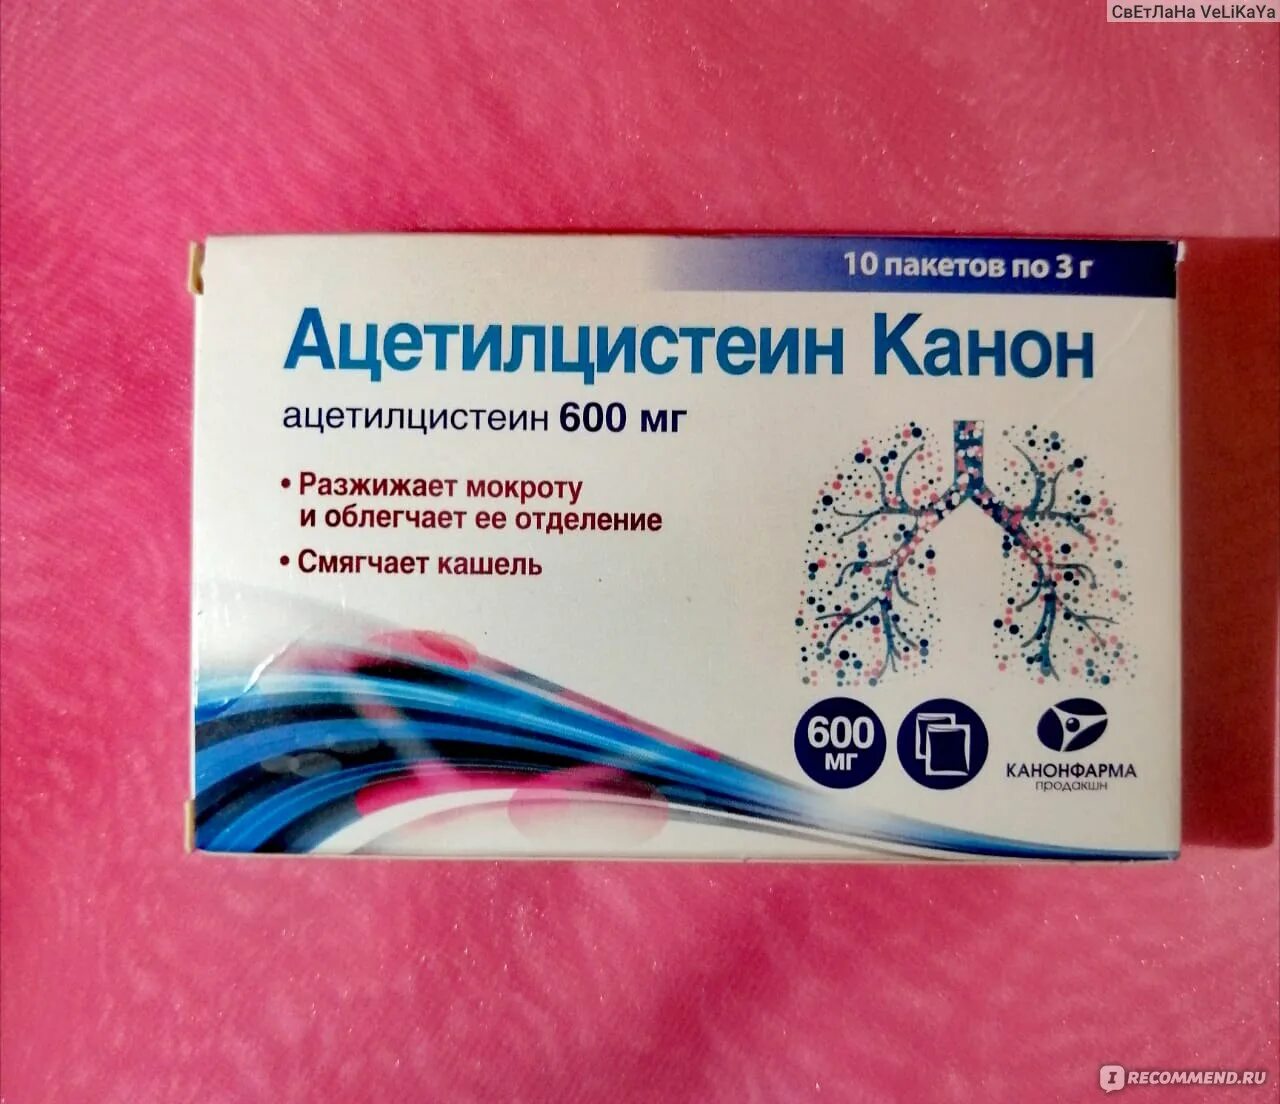 СвЕтЛаНа VeLiKaYa
10 пакетов по 3 г
Ацетилцистеин Канон
ацетилцистеин 600 мг
• Разжижает мокроту
и облегчает ее отделение
• Смягчает кашель
600
мг
КАНОНФАРМА
продакшн
IRECOMMEND.RU